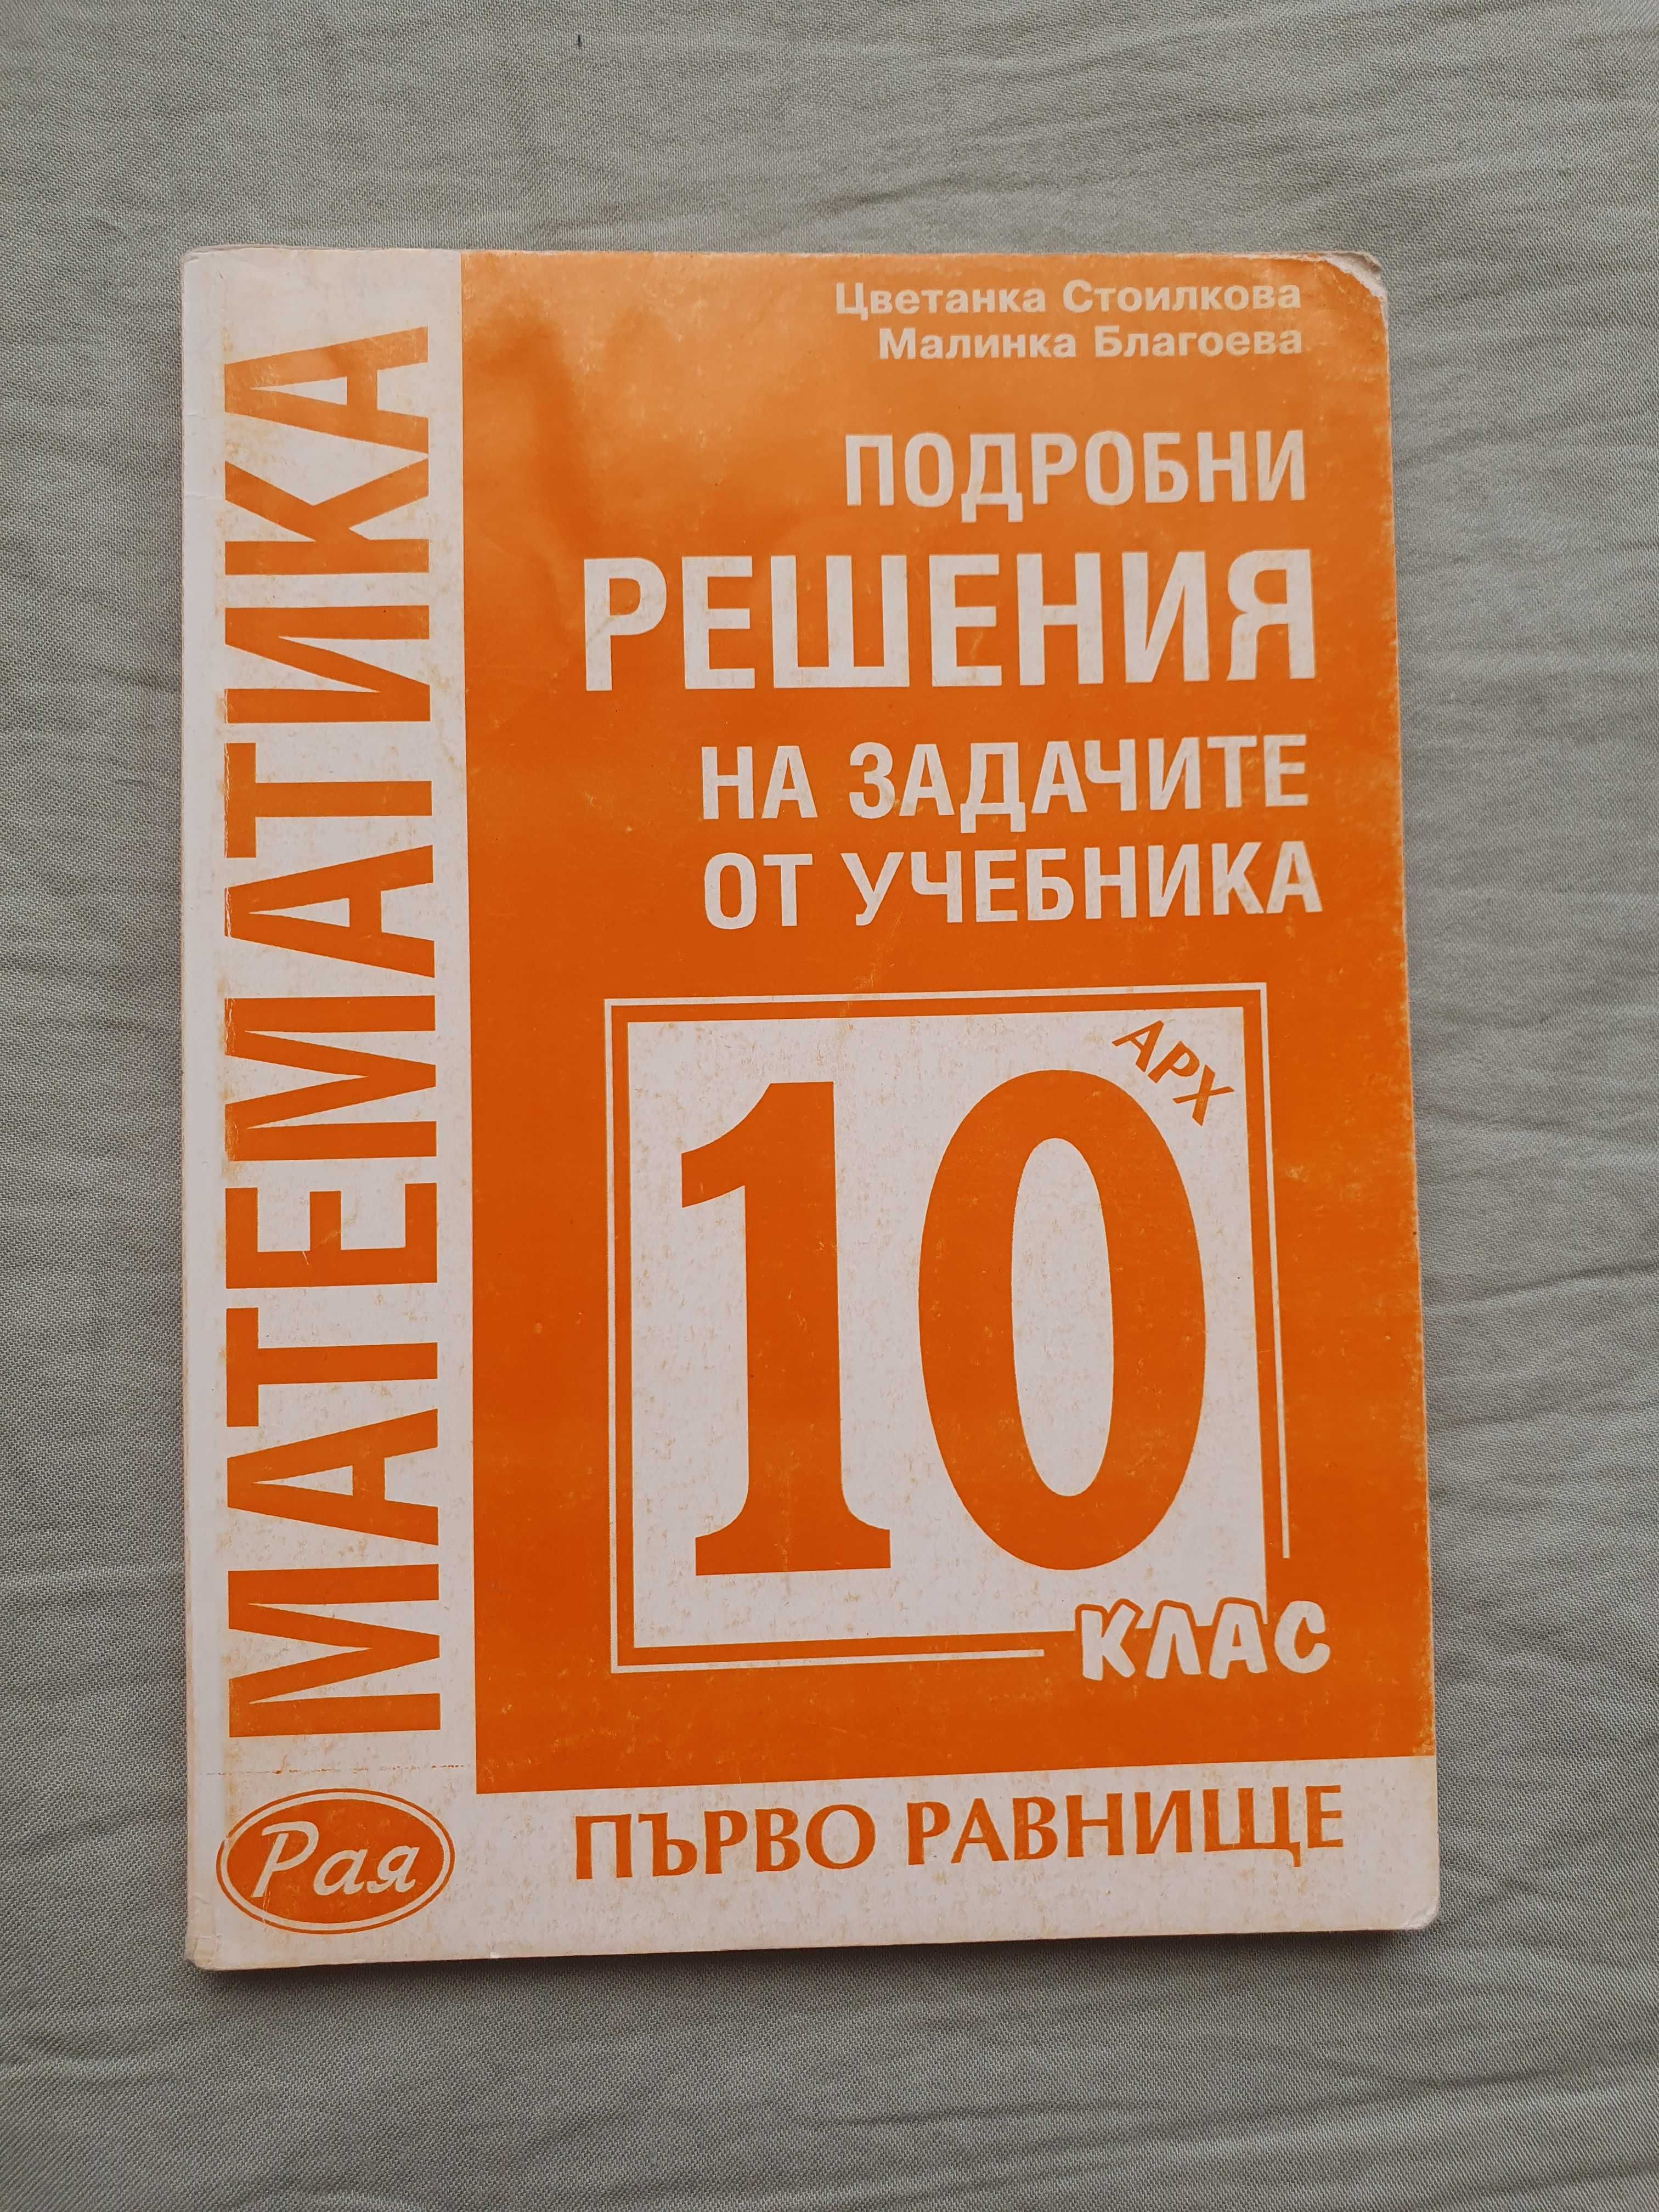 Цветанка Стоилкова
Малинка Благоева
ПОДРОБНИ
РЕШЕНИЯ
НА ЗАДАЧИТЕ
ОТ УЧЕБНИКА
МАТЕМАТИКА
АРХ
10
КЛАС
ПЪРВО РАВНИЩЕ
Рая